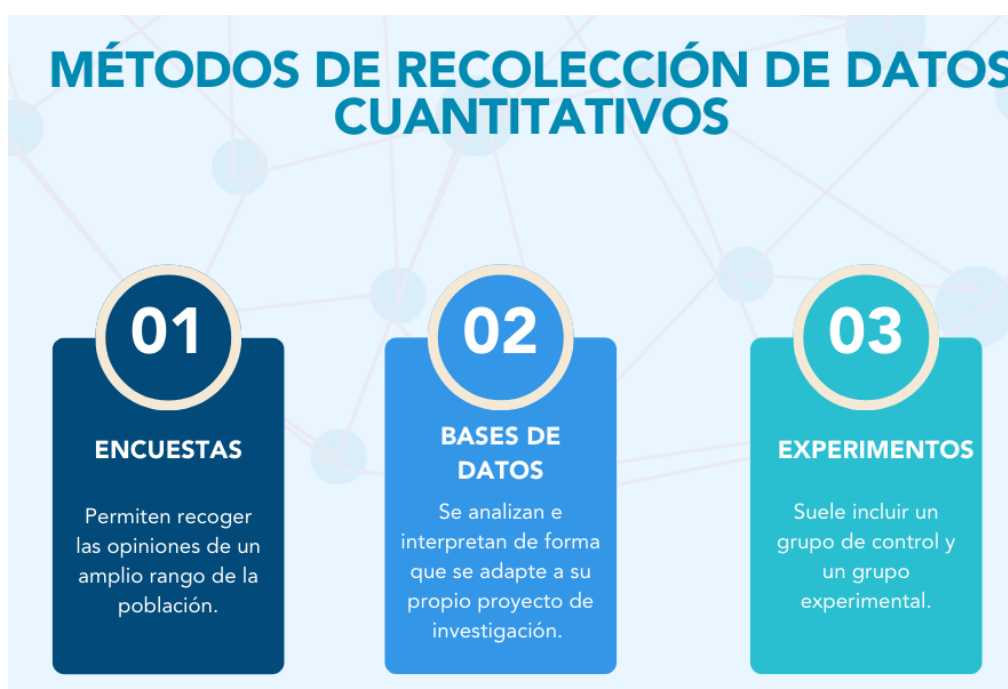 MÉTODOS DE RECOLECCIÓN DE DATOS
CUANTITATIVOS
01
ENCUESTAS
Permiten recoger
las opiniones de un
amplio rango de la
población.
02
BASES DE
DATOS
Se analizan e
interpretan de forma
que se adapte a su
propio proyecto de
investigación.
03
EXPERIMENTOS
Suele incluir un
grupo de control y
un grupo
experimental.